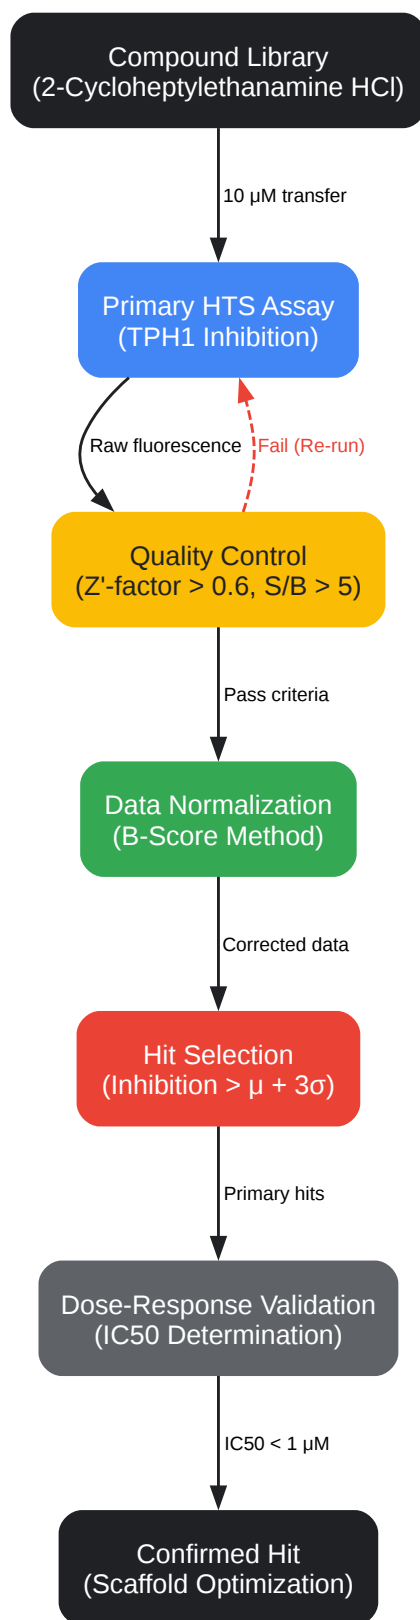 Compound Library
(2-Cycloheptylethanamine HCl)
10 μM transfer
Primary HTS Assay
(TPH1 Inhibition)
Raw fluorescence
Fail (Re-run)
Quality Control
(Z'-factor > 0.6, S/B > 5)
Pass criteria
Data Normalization
(B-Score Method)
Corrected data
Hit Selection
(Inhibition > μ + 3σ)
Primary hits
Dose-Response Validation
(IC50 Determination)
IC50 < 1 μM
Confirmed Hit
(Scaffold Optimization)